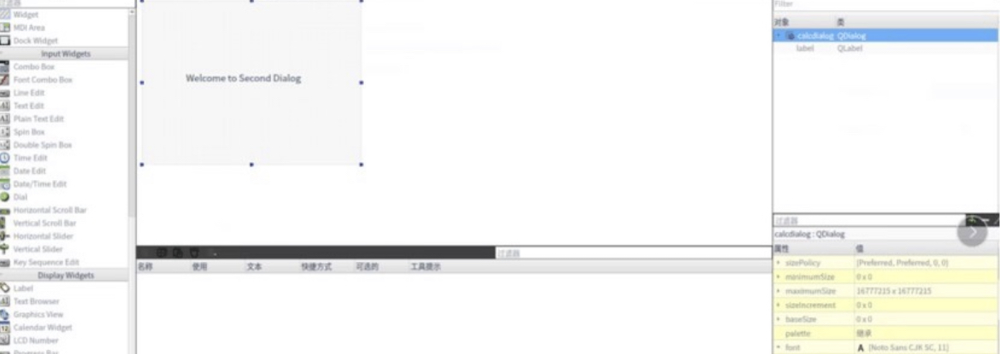 过滤器
Widget
MDI Area
Dock Widget
Input Widgets
Combo Box
Font Combo Box
Line Edit
Text Edit
Plain Text Edit
Spin Box
Double Spin Box
Time Edit
Date Edit
Date/Time Edit
Dial
Horizontal Scroll Bar
Vertical Scroll Bar
Horizontal Slider
Vertical Slider
Key Sequence Edit
Display Widgets
Label
Text Browser
Graphics View
Calendar Widget
LCD Number
Progress Bar
Welcome to Second Dialog
过滤器
名称 使用 文本 快捷方式 可选的 工具提示
Filter
对象 类
calcdialog QDialog
label QLabel
过滤器
calcdialog : QDialog
属性 值
sizePolicy [Preferred, Preferred, 0, 0]
minimumSize 0 x 0
maximumSize 16777215 x 16777215
sizeIncrement 0 x 0
baseSize 0 x 0
palette 继承
font A [Noto Sans CJK SC, 11]